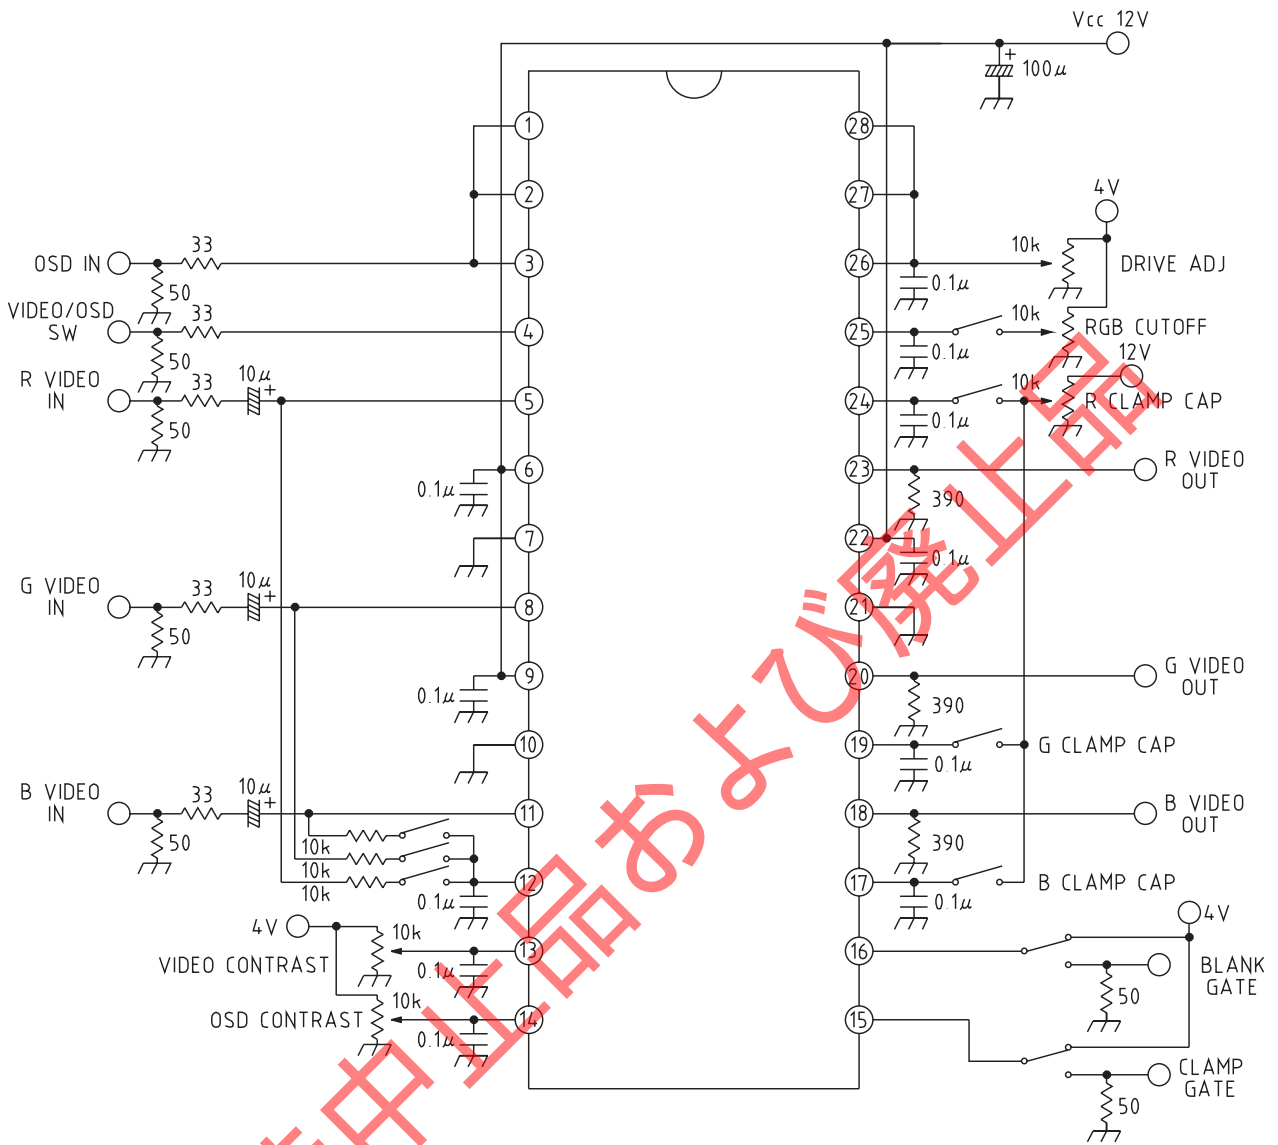 Vcc 12V
+
100μ
1
28
2
27
4V
OSD IN
33
3
26
10k
DRIVE ADJ
50
0.1μ
VIDEO/OSD
SW
33
4
25
10k
RGB CUTOFF
50
0.1μ
12V
R VIDEO
IN
33
10μ
+
5
24
10k
R CLAMP CAP
50
0.1μ
6
23
R VIDEO
OUT
0.1μ
390
7
22
0.1μ
G VIDEO
IN
33
10μ
+
8
21
50
9
20
G VIDEO
OUT
0.1μ
390
10
19
G CLAMP CAP
0.1μ
B VIDEO
IN
33
10μ
+
11
18
B VIDEO
OUT
50
10k
10k
10k
390
12
17
B CLAMP CAP
0.1μ
0.1μ
4V
10k
4V
VIDEO CONTRAST
13
16
BLANK
GATE
0.1μ
50
10k
OSD CONTRAST
14
15
0.1μ
CLAMP
GATE
50
中止品および廃止品